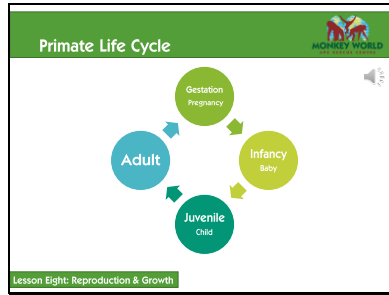 Primate Life Cycle
MONKEY WORLD
APE RESCUE CENTRE
Gestation
Pregnancy
Infancy
Baby
Juvenile
Child
Adult
Lesson Eight: Reproduction & Growth